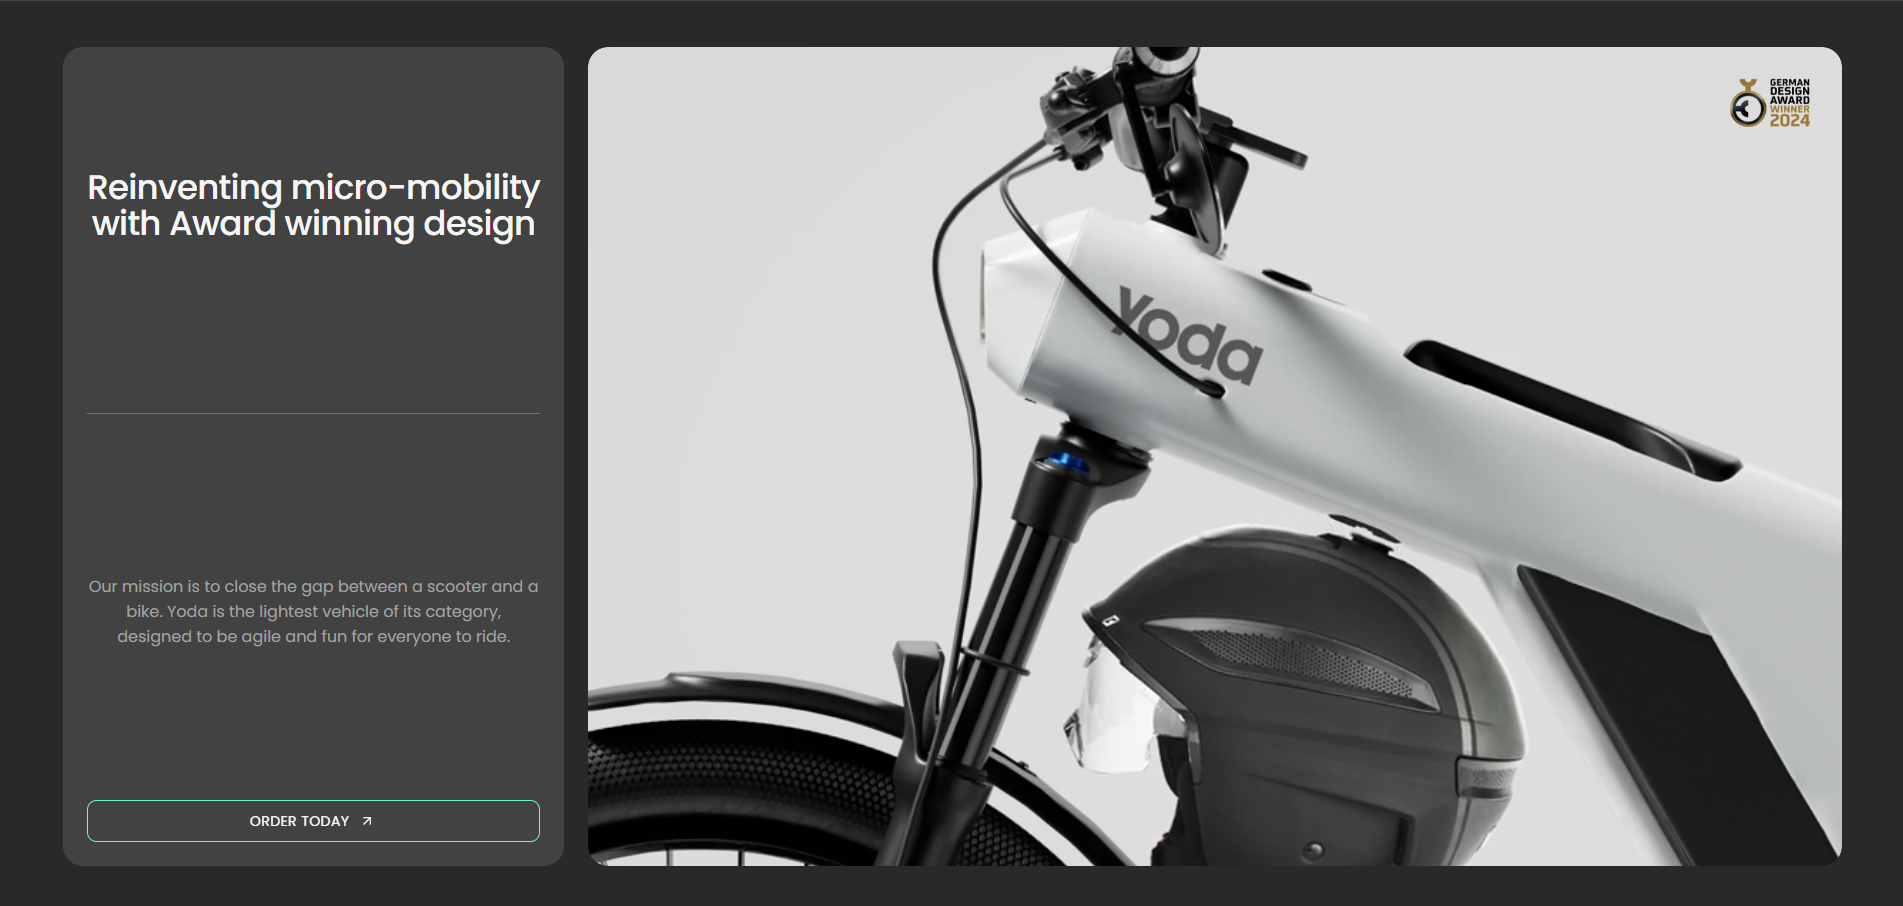 Reinventing micro-mobility
with Award winning design
Our mission is to close the gap between a scooter and a
bike. Yoda is the lightest vehicle of its category,
designed to be agile and fun for everyone to ride.
ORDER TODAY
yoda
GERMAN
DESIGN
AWARD
WINNER
2024